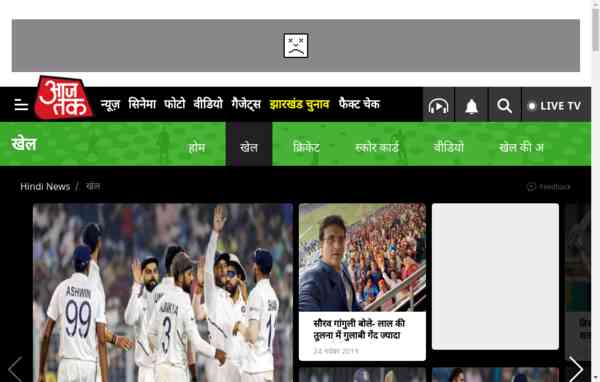 आज
तक
न्यूज़ सिनेमा फोटो वीडियो गैजेट्स झारखंड चुनाव फैक्ट चेक
LIVE TV
खेल
होम खेल क्रिकेट स्कोर कार्ड वीडियो खेल की अ
Hindi News / खेल
Feedback
ASHWIN
99
3
सौरव गांगुली बोले- लाल की
तुलना में गुलाबी गेंद ज्यादा
24 नवंबर 2019